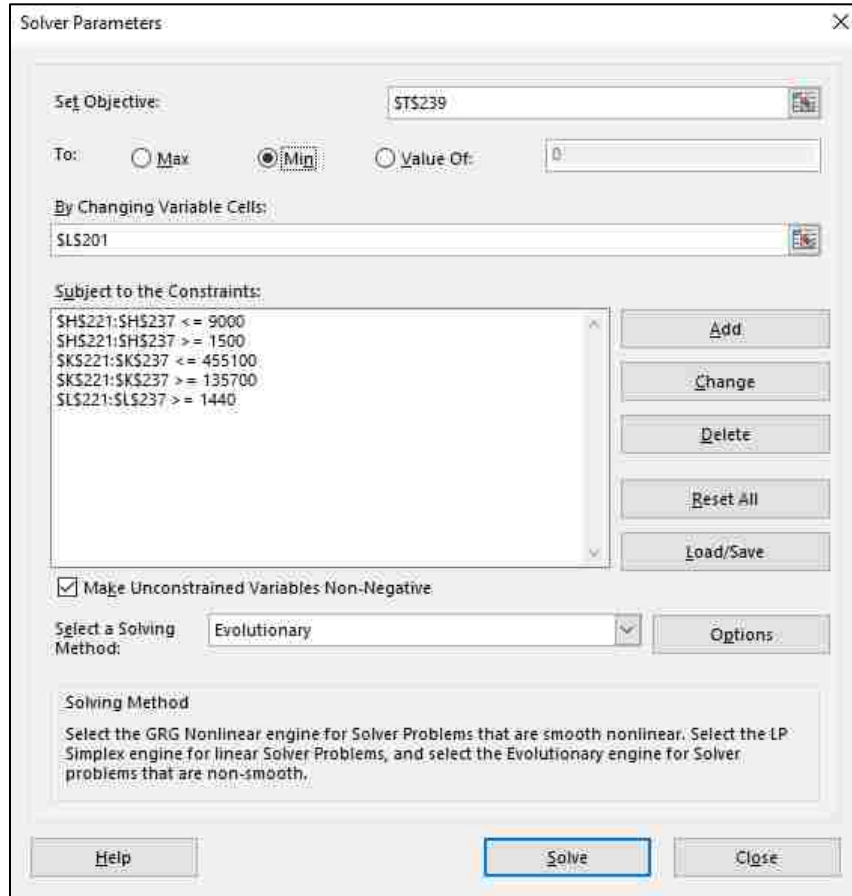 Solver Parameters
Set Objective:
$T$239
To:
Max
Min
Value Of:
0
By Changing Variable Cells:
$L$201
Subject to the Constraints:
$H$221:$H$237 <= 9000
$H$221:$H$237 >= 1500
$K$221:$K$237 <= 455100
$K$221:$K$237 >= 135700
$L$221:$L$237 >= 1440
Add
Change
Delete
Reset All
Load/Save
Make Unconstrained Variables Non-Negative
Select a Solving
Method:
Evolutionary
Options
Solving Method
Select the GRG Nonlinear engine for Solver Problems that are smooth nonlinear. Select the LP
Simplex engine for linear Solver Problems, and select the Evolutionary engine for Solver
problems that are non-smooth.
Help
Solve
Close